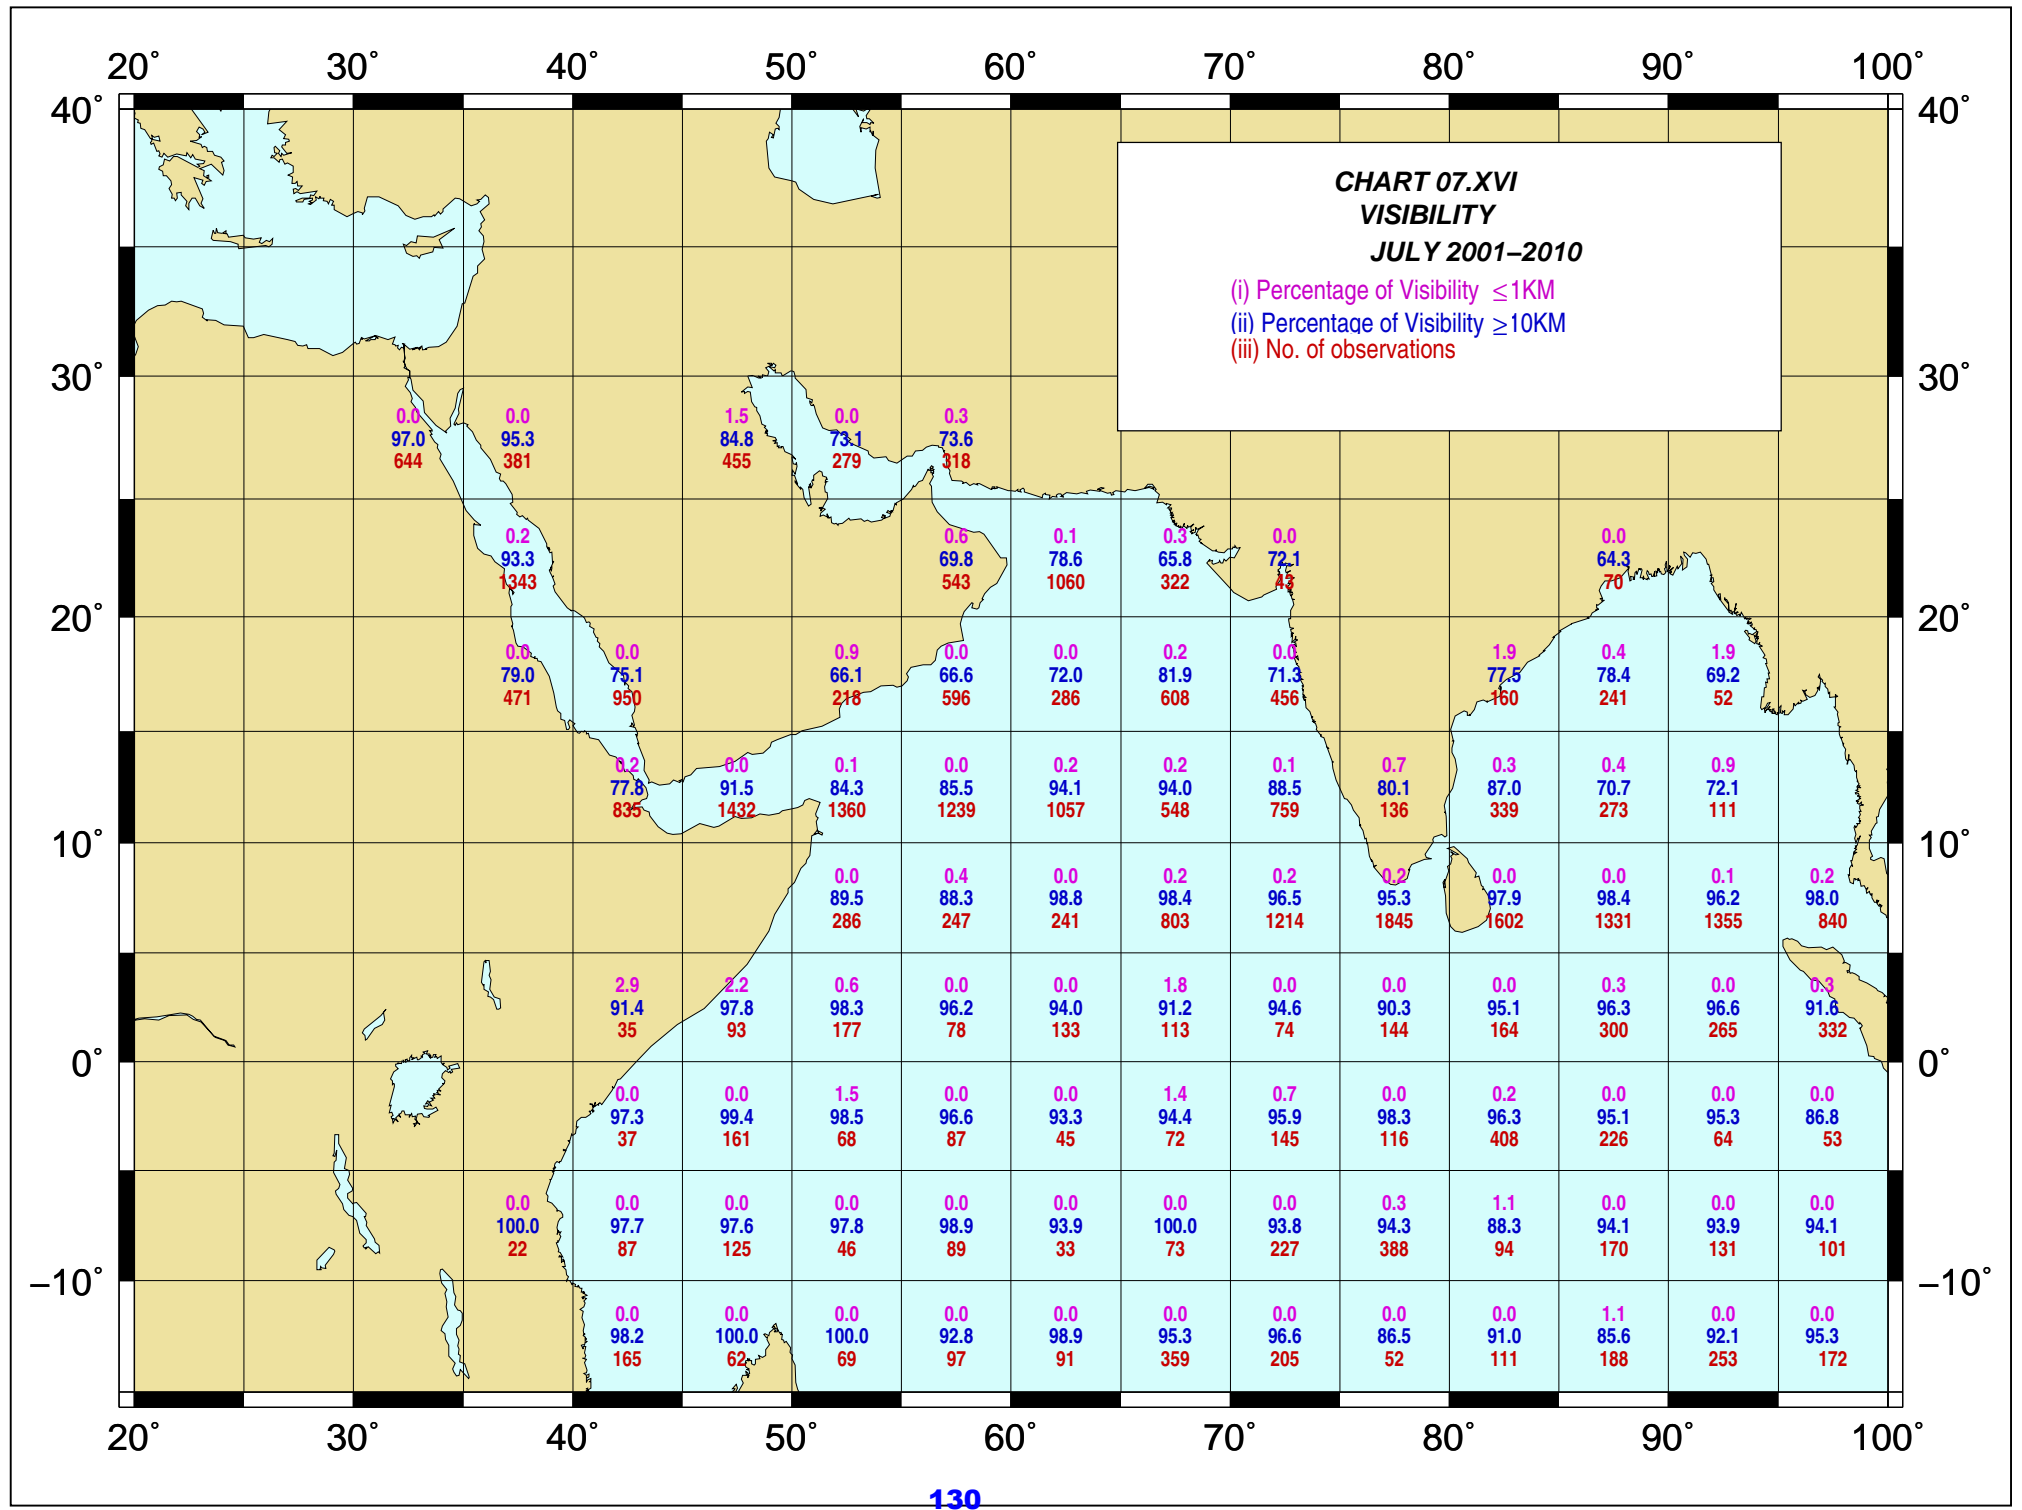 20° 30° 40° 50° 60° 70° 80° 90° 100°
40° 40°
CHART 07.XVI
VISIBILITY
JULY 2001–2010
(i) Percentage of Visibility ≤1KM
(ii) Percentage of Visibility ≥10KM
(iii) No. of observations
30° 30°
0.0 0.0 1.5 0.0 0.3
97.0 95.3 84.8 73.1 73.6
644 381 455 279 318
0.2 0.6 0.1 0.3 0.0 0.0
93.3 69.8 78.6 65.8 72.1 64.3
1343 543 1060 322 43 70
20° 20°
0.0 0.0 0.9 0.0 0.0 0.2 0.0 1.9 0.4 1.9
79.0 75.1 66.1 66.6 72.0 81.9 71.3 77.5 78.4 69.2
471 950 218 596 286 608 456 160 241 52
0.2 0.0 0.1 0.0 0.2 0.2 0.1 0.7 0.3 0.4 0.9
77.8 91.5 84.3 85.5 94.1 94.0 88.5 80.1 87.0 70.7 72.1
835 1432 1360 1239 1057 548 759 136 339 273 111
10° 10°
0.0 0.4 0.0 0.2 0.2 0.2 0.0 0.0 0.1 0.2
89.5 88.3 98.8 98.4 96.5 95.3 97.9 98.4 96.2 98.0
286 247 241 803 1214 1845 1602 1331 1355 840
2.9 2.2 0.6 0.0 0.0 1.8 0.0 0.0 0.0 0.3 0.0 0.3
91.4 97.8 98.3 96.2 94.0 91.2 94.6 90.3 95.1 96.3 96.6 91.6
35 93 177 78 133 113 74 144 164 300 265 332
0° 0°
0.0 0.0 1.5 0.0 0.0 1.4 0.7 0.0 0.2 0.0 0.0 0.0
97.3 99.4 98.5 96.6 93.3 94.4 95.9 98.3 96.3 95.1 95.3 86.8
37 161 68 87 45 72 145 116 408 226 64 53
0.0 0.0 0.0 0.0 0.0 0.0 0.0 0.0 0.3 1.1 0.0 0.0 0.0
100.0 97.7 97.6 97.8 98.9 93.9 100.0 93.8 94.3 88.3 94.1 93.9 94.1
22 87 125 46 89 33 73 227 388 94 170 131 101
−10° −10°
0.0 0.0 0.0 0.0 0.0 0.0 0.0 0.0 0.0 1.1 0.0 0.0
98.2 100.0 100.0 92.8 98.9 95.3 96.6 86.5 91.0 85.6 92.1 95.3
165 62 69 97 91 359 205 52 111 188 253 172
20° 30° 40° 50° 60° 70° 80° 90° 100°
130